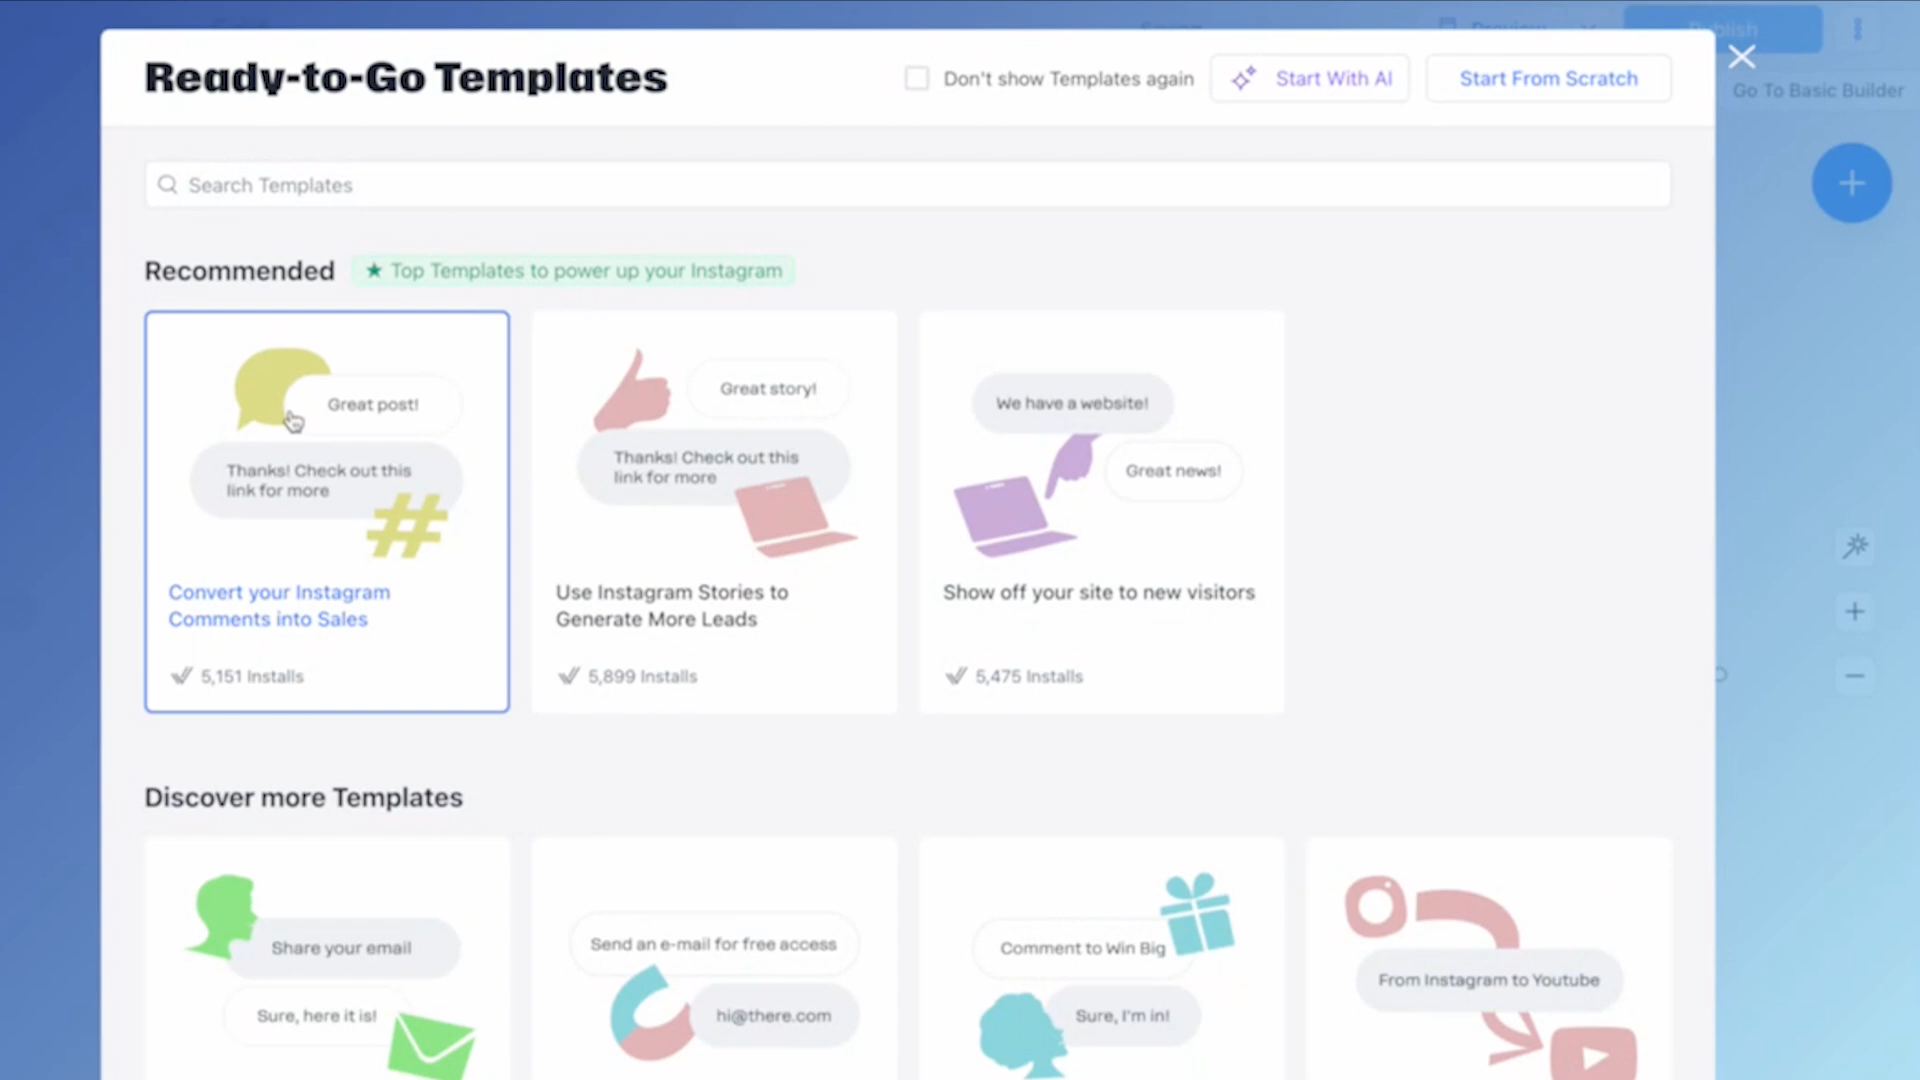 Preview
Publish
Ready-to-Go Templates
Don't show Templates again
Start With AI
Start From Scratch
Go To Basic Builder
Search Templates
Recommended
★ Top Templates to power up your Instagram
Great post!
Thanks! Check out this
link for more
Convert your Instagram
Comments into Sales
5,151 Installs
Great story!
Thanks! Check out this
link for more
Use Instagram Stories to
Generate More Leads
5,899 Installs
We have a website!
Great news!
Show off your site to new visitors
5,475 Installs
Discover more Templates
Share your email
Sure, here it is!
Send an e-mail for free access
hi@there.com
Comment to Win Big
Sure, I'm in!
From Instagram to Youtube